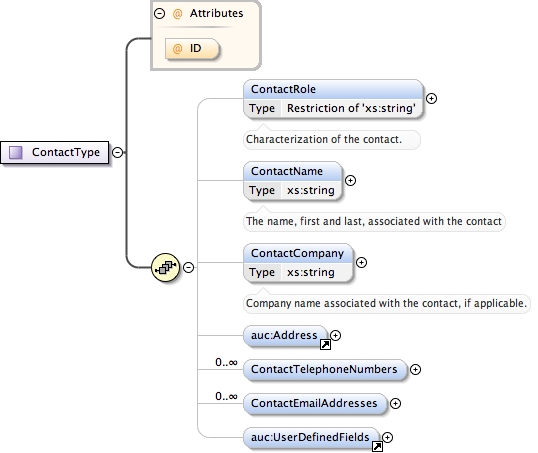 @ Attributes
@ ID
ContactType
ContactRole
Type Restriction of 'xs:string'
Characterization of the contact.
ContactName
Type xs:string
The name, first and last, associated with the contact
ContactCompany
Type xs:string
Company name associated with the contact, if applicable.
auc:Address
0..∞
ContactTelephoneNumbers
0..∞
ContactEmailAddresses
auc:UserDefinedFields